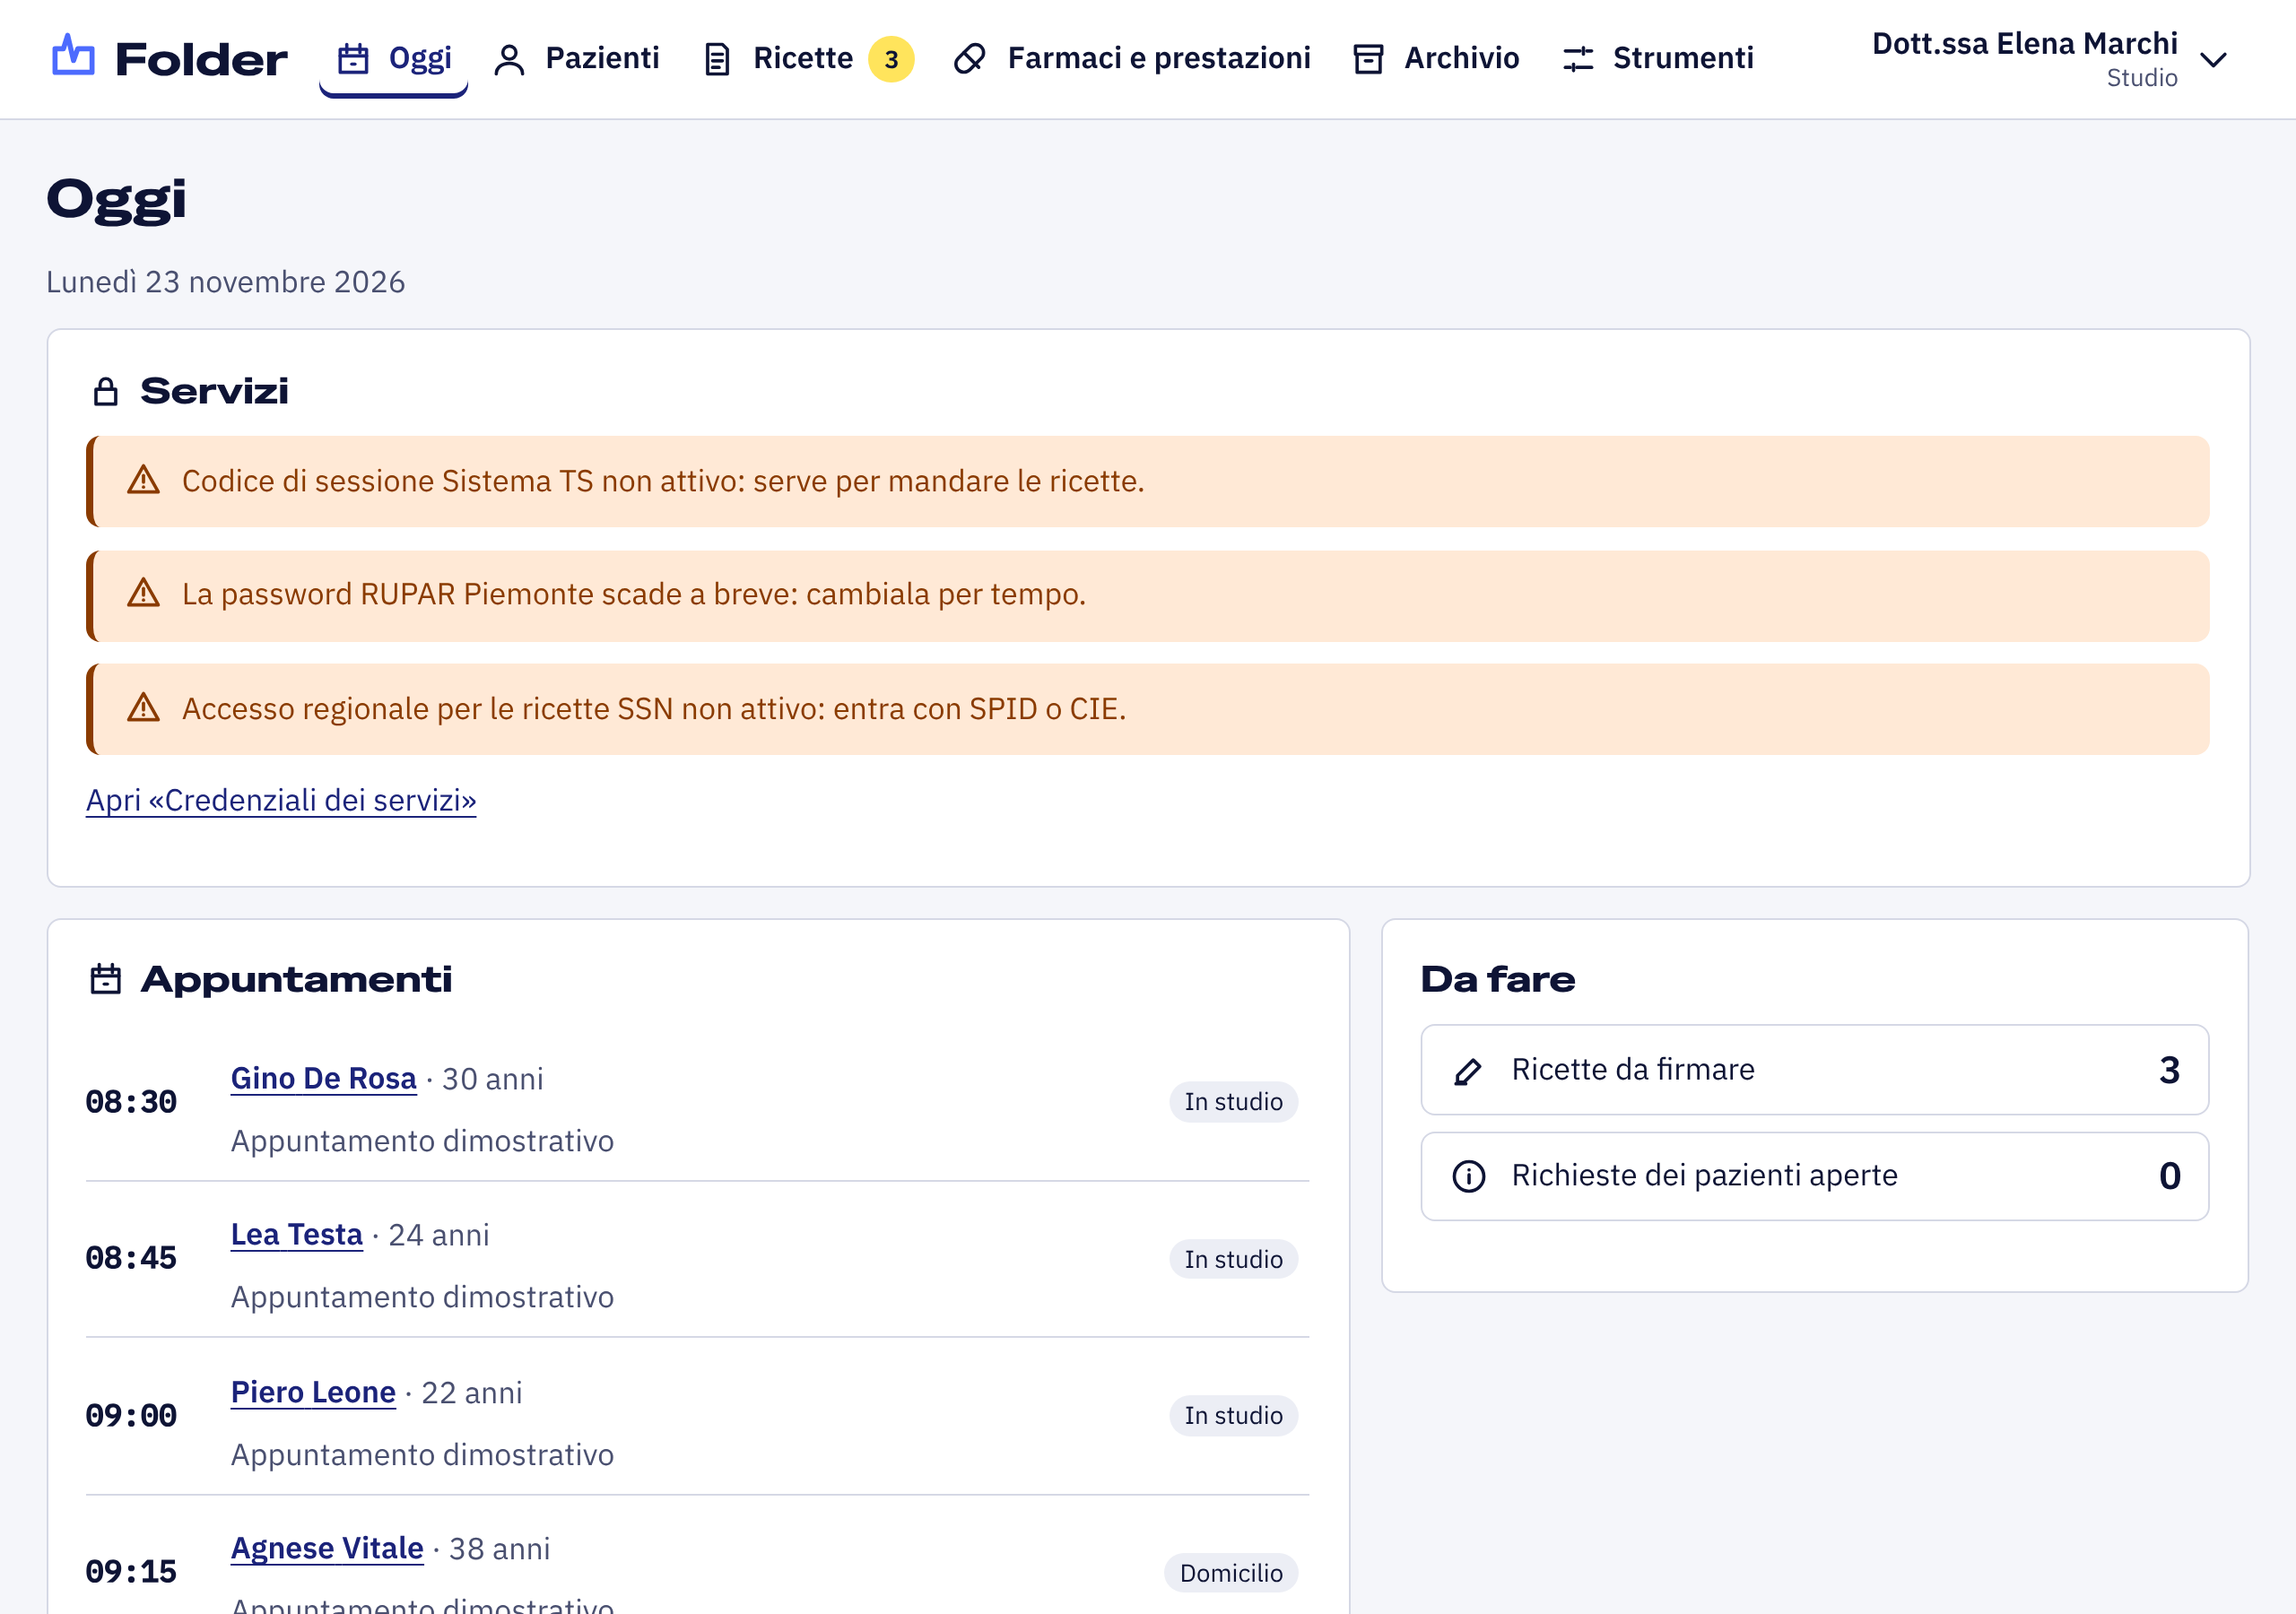 Folder
Oggi
Pazienti
Ricette 3
Farmaci e prestazioni
Archivio
Strumenti
Dott.ssa Elena Marchi
Studio
Oggi
Lunedì 23 novembre 2026
Servizi
Codice di sessione Sistema TS non attivo: serve per mandare le ricette.
La password RUPAR Piemonte scade a breve: cambiala per tempo.
Accesso regionale per le ricette SSN non attivo: entra con SPID o CIE.
Apri «Credenziali dei servizi»
Appuntamenti
08:30
Gino De Rosa · 30 anni
Appuntamento dimostrativo
In studio
08:45
Lea Testa · 24 anni
Appuntamento dimostrativo
In studio
09:00
Piero Leone · 22 anni
Appuntamento dimostrativo
In studio
09:15
Agnese Vitale · 38 anni
Appuntamento dimostrativo
Domicilio
Da fare
Ricette da firmare 3
Richieste dei pazienti aperte 0